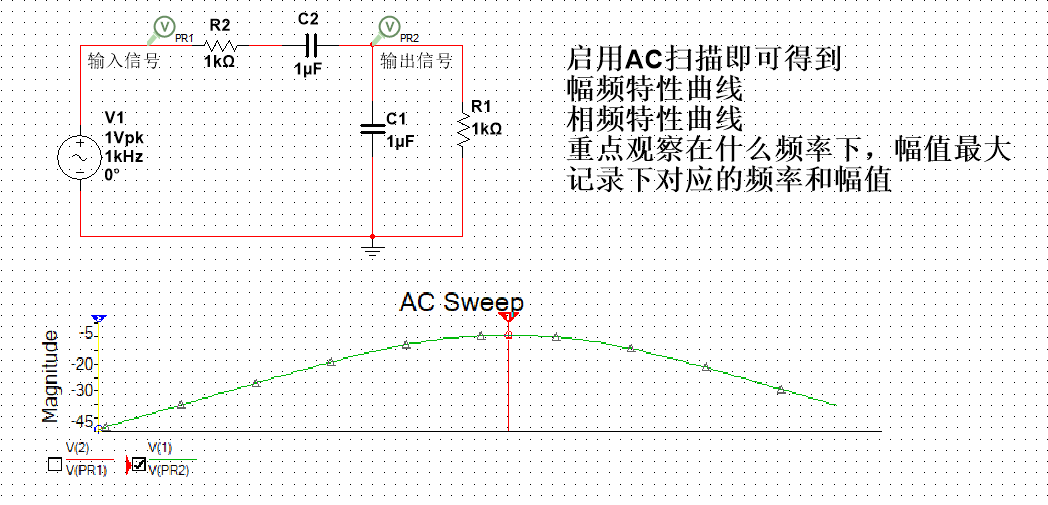 R2
C2
PR1
PR2
1kΩ
1µF
输入信号
输出信号
V1
1Vpk
1kHz
0°
C1
1µF
R1
1kΩ
启用AC扫描即可得到
幅频特性曲线
相频特性曲线
重点观察在什么频率下，幅值最大
记录下对应的频率和幅值
AC Sweep
Magnitude
-5
-20
-30
-45
V(2)
V(PR1)
V(1)
V(PR2)